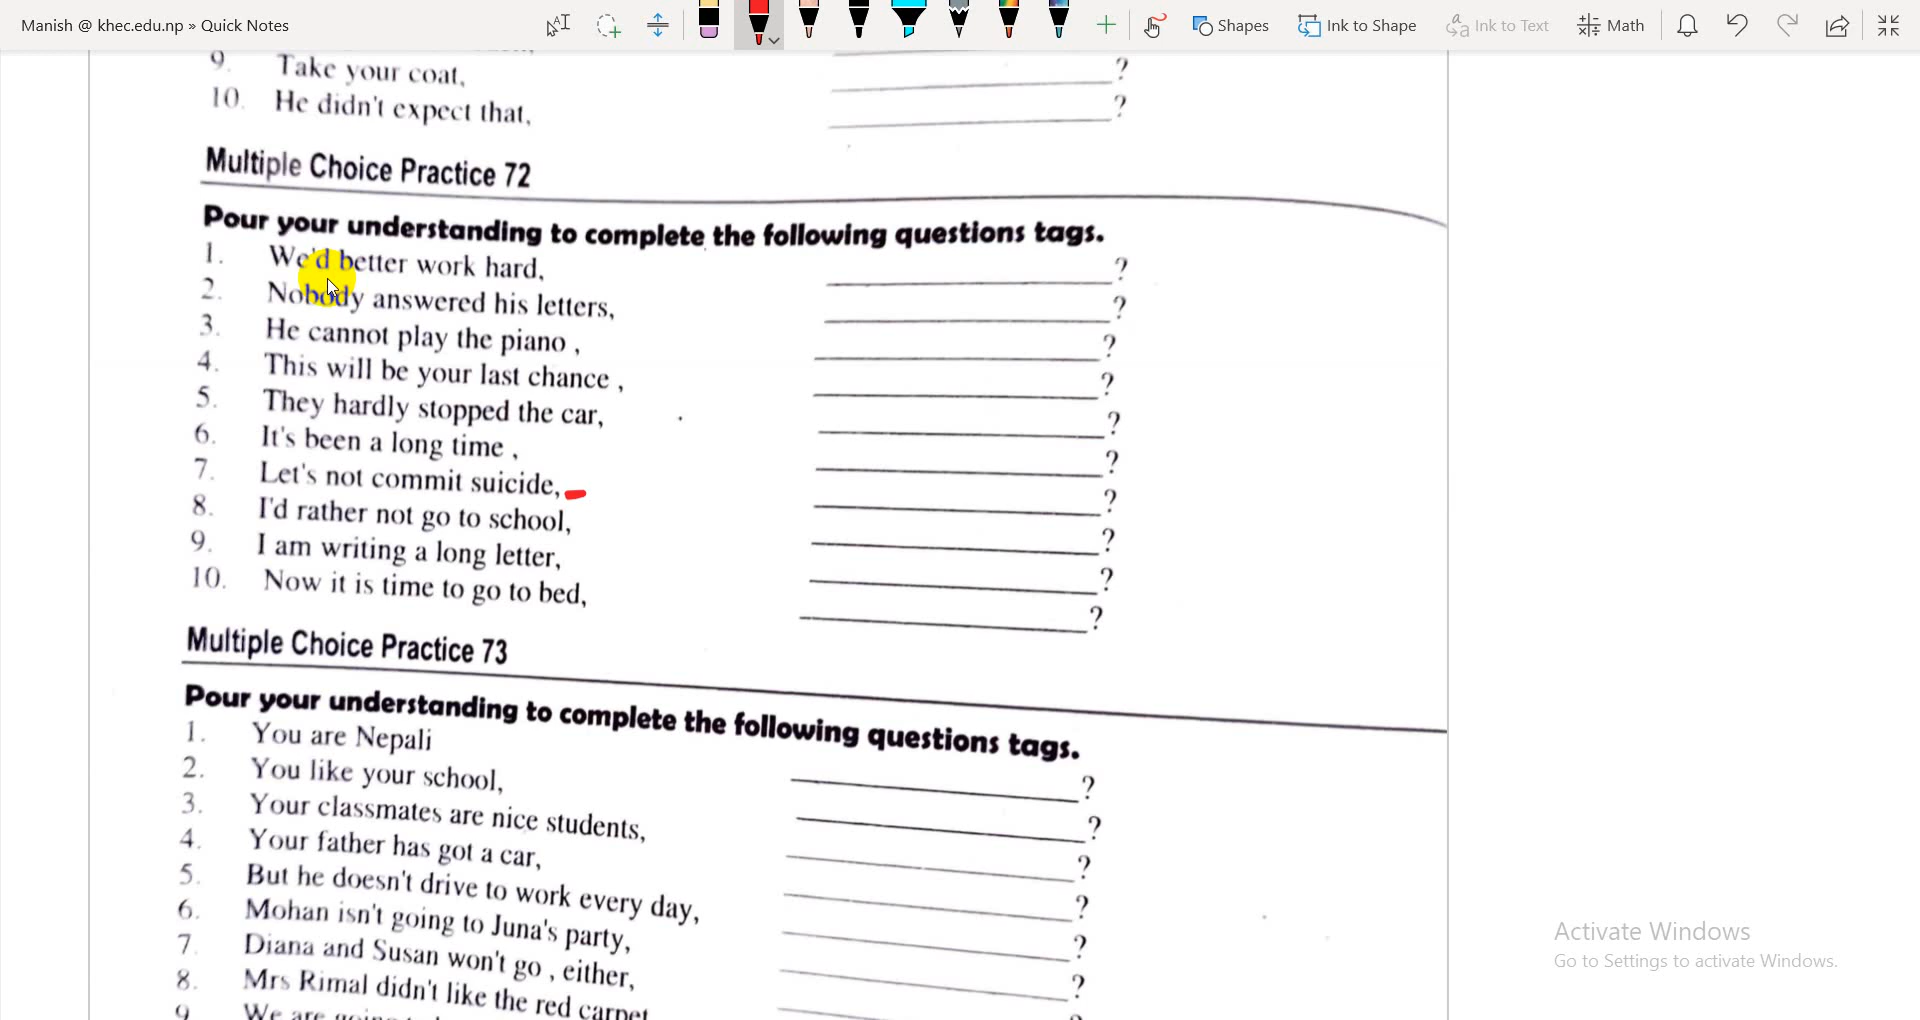 Manish @ khec.edu.np » Quick Notes
Shapes
Ink to Shape
Ink to Text
Math
9. Take your coat, ?
10. He didn't expect that, ?
Multiple Choice Practice 72
Pour your understanding to complete the following questions tags.
1. We'd better work hard, ?
2. Nobody answered his letters, ?
3. He cannot play the piano , ?
4. This will be your last chance , ?
5. They hardly stopped the car, ?
6. It's been a long time , ?
7. Let's not commit suicide, ?
8. I'd rather not go to school, ?
9. I am writing a long letter, ?
10. Now it is time to go to bed, ?
Multiple Choice Practice 73
Pour your understanding to complete the following questions tags.
1. You are Nepali ?
2. You like your school, ?
3. Your classmates are nice students, ?
4. Your father has got a car, ?
5. But he doesn't drive to work every day, ?
6. Mohan isn't going to Juna's party, ?
7. Diana and Susan won't go , either,
8. Mrs Rimal didn't like the red carpet
9. We are
Activate Windows
Go to Settings to activate Windows.